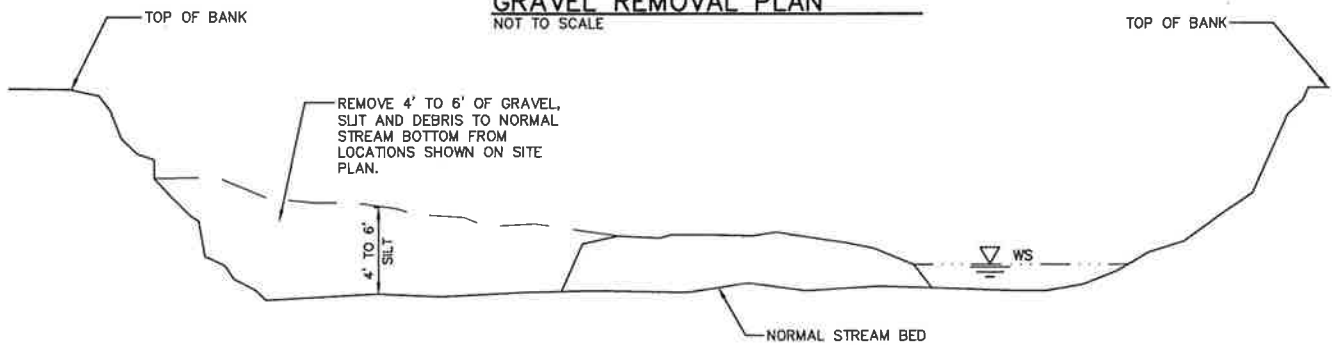 GRAVEL REMOVAL PLAN
NOT TO SCALE
TOP OF BANK
TOP OF BANK
REMOVE 4' TO 6' OF GRAVEL,
SLIT AND DEBRIS TO NORMAL
STREAM BOTTOM FROM
LOCATIONS SHOWN ON SITE
PLAN.
4' TO 6'
SILT
WS
NORMAL STREAM BED